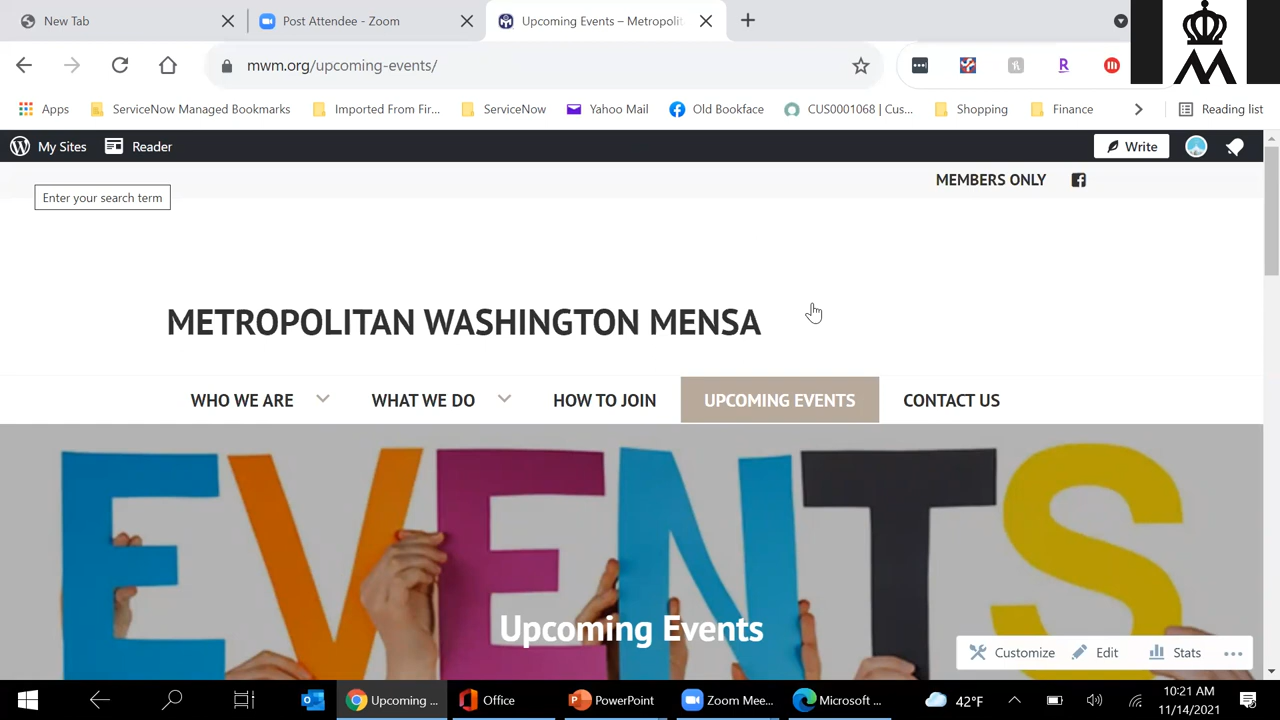 New Tab
Post Attendee - Zoom
Upcoming Events – Metropolit
mwm.org/upcoming-events/
Apps
ServiceNow Managed Bookmarks
Imported From Fir...
ServiceNow
Yahoo Mail
Old Bookface
CUS0001068 | Cus...
Shopping
Finance
Reading list
My Sites
Reader
Write
MEMBERS ONLY
Enter your search term
METROPOLITAN WASHINGTON MENSA
WHO WE ARE
WHAT WE DO
HOW TO JOIN
UPCOMING EVENTS
CONTACT US
EVENTS
Upcoming Events
Customize
Edit
Stats
Upcoming ...
Office
PowerPoint
Zoom Mee...
Microsoft ...
42°F
10:21 AM
11/14/2021